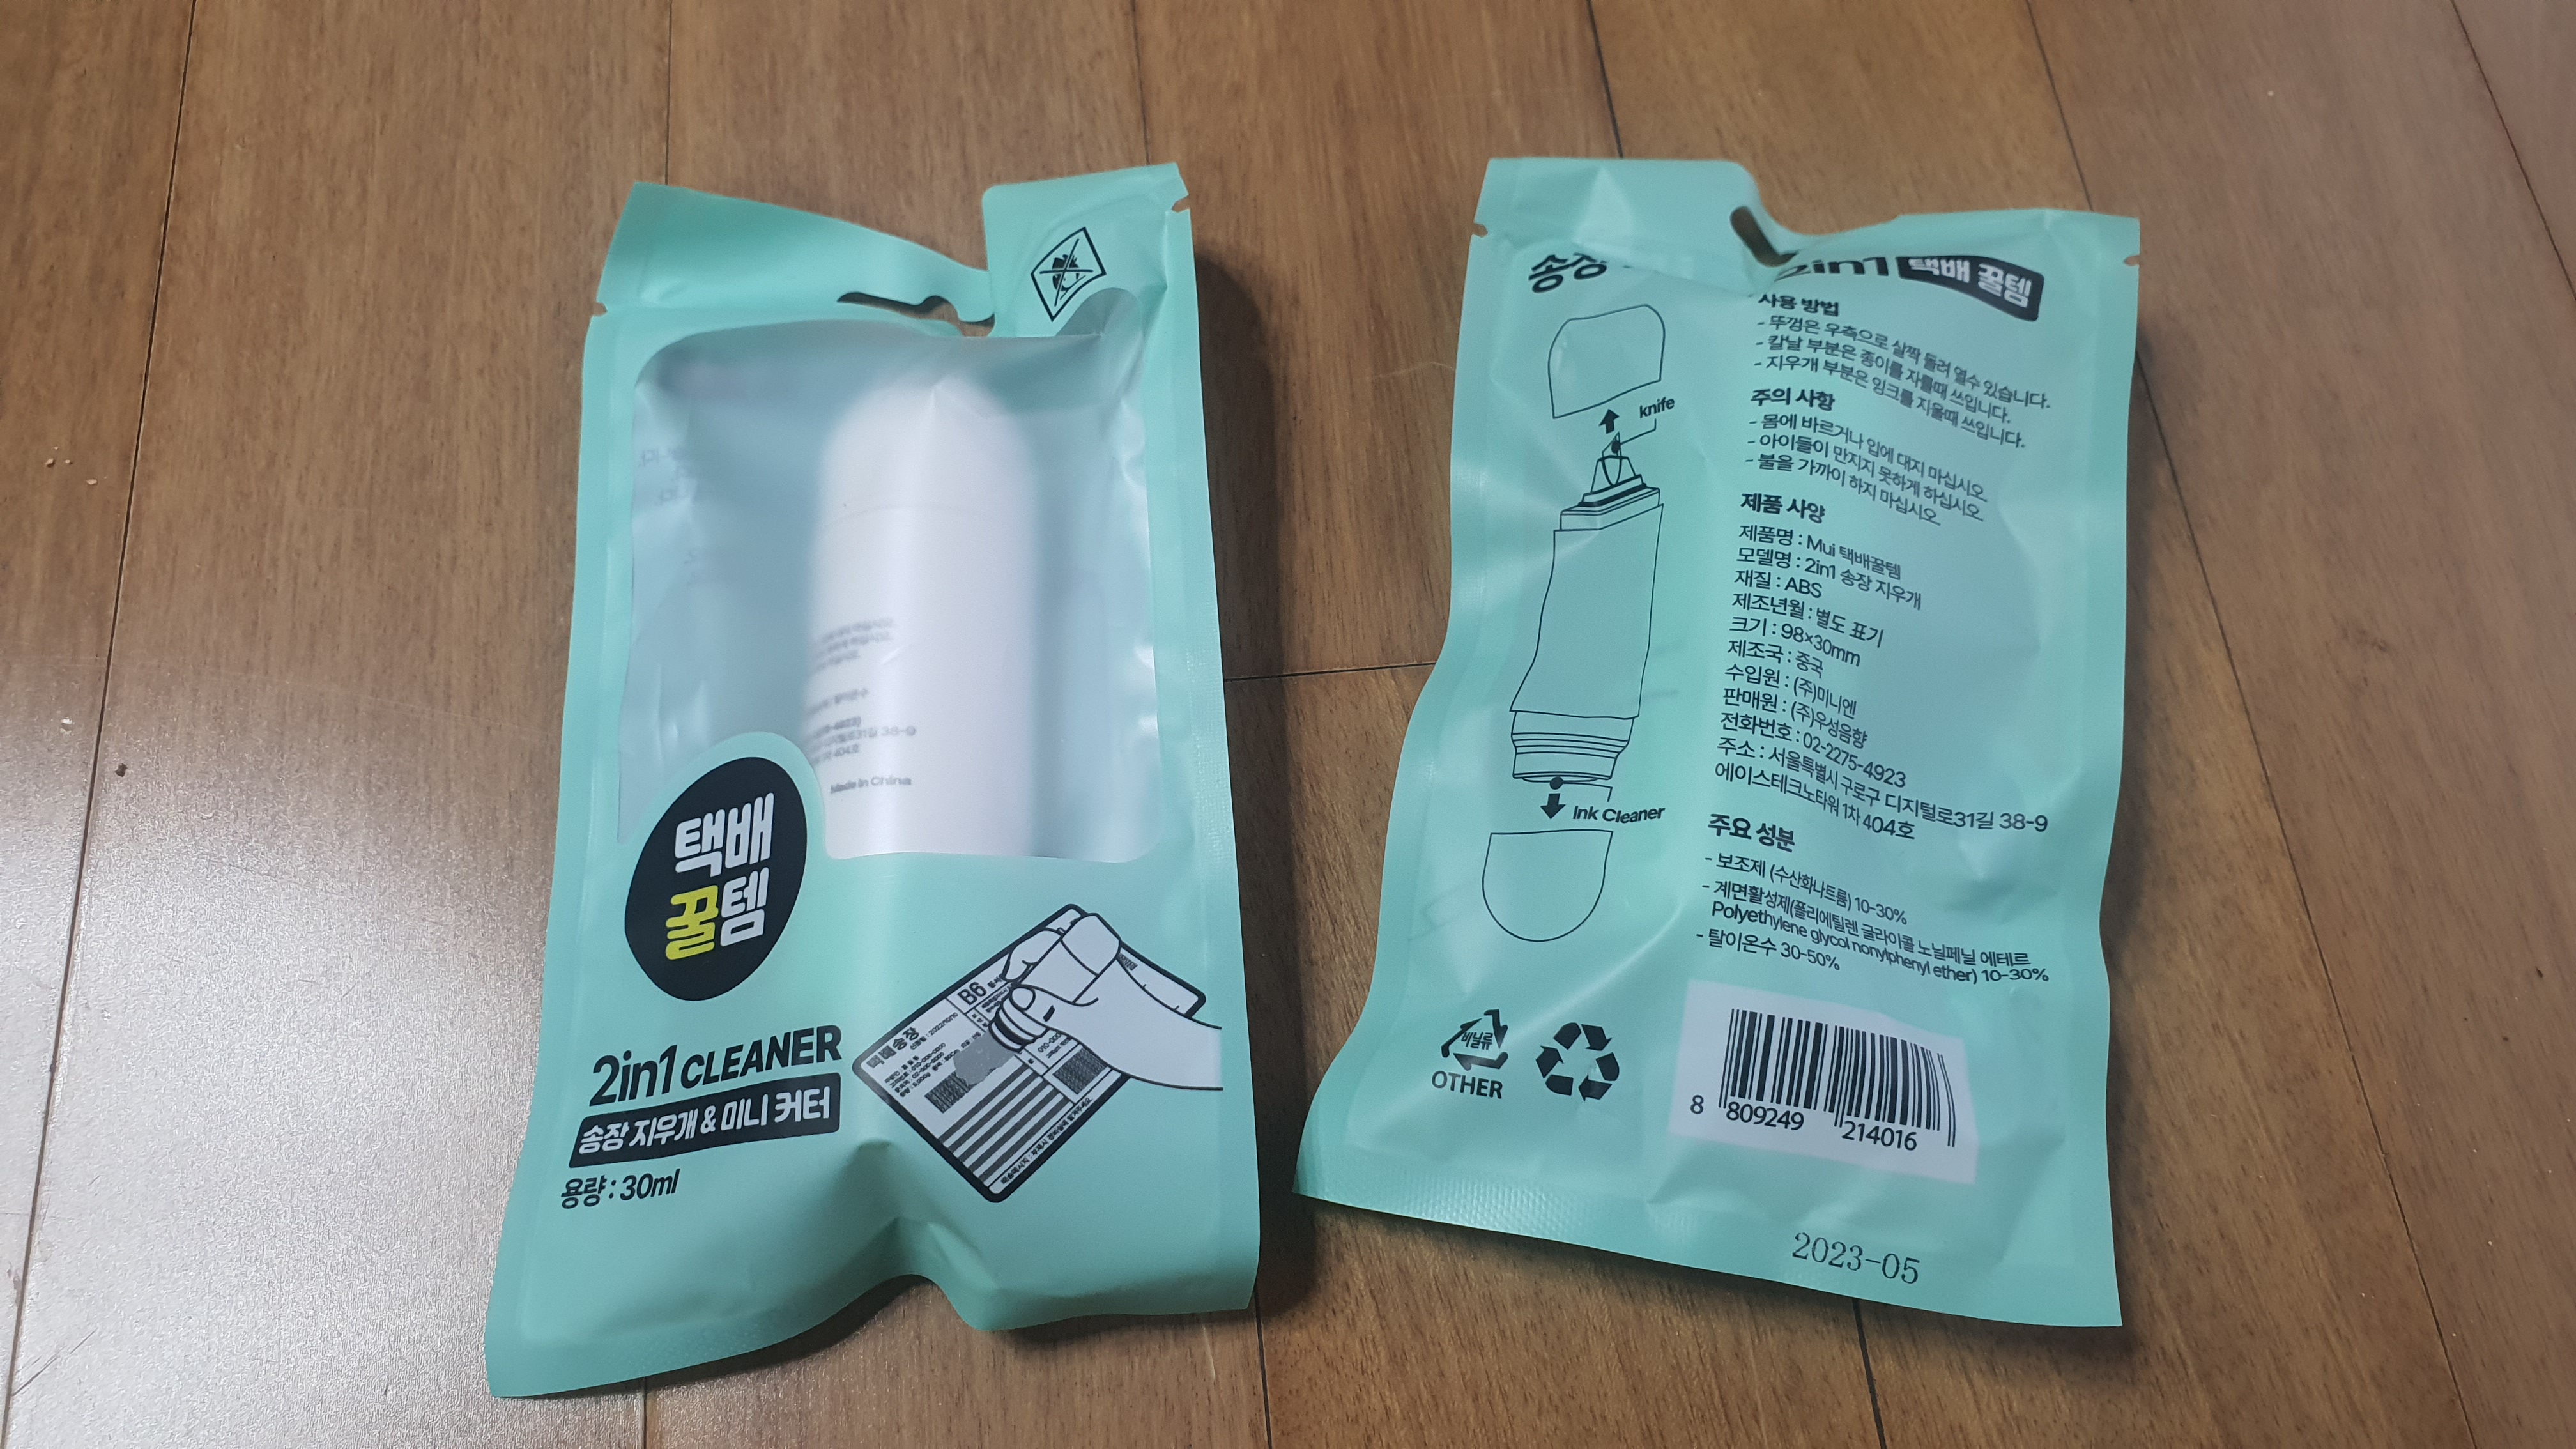 택배
꿀템
2in1 CLEANER
송장 지우개 & 미니 커터
용량 : 30ml
B6
택배송장
38-9
404호
Made in China
송장
2in1 택배 꿀템
knife
Ink Cleaner
사용 방법
- 뚜껑은 우측으로 살짝 돌려 열수 있습니다.
- 칼날 부분은 종이를 자를때 쓰입니다.
- 지우개 부분은 잉크를 지울때 쓰입니다.
주의 사항
- 몸에 바르거나 입에 대지 마십시오.
- 아이들이 만지지 못하게 하십시오.
- 불을 가까이 하지 마십시오.
제품 사양
제품명 : Mui 택배꿀템
모델명 : 2in1 송장 지우개
재질 : ABS
제조년월 : 별도 표기
크기 : 98×30mm
제조국 : 중국
수입원 : (주)미니엔
판매원 : (주)우성음향
전화번호 : 02-2275-4923
주소 : 서울특별시 구로구 디지털로31길 38-9
에이스테크노타워 1차 404호
주요 성분
- 보조제 (수산화나트륨) 10-30%
- 계면활성제(폴리에틸렌 글라이콜 노닐페닐 에테르
Polyethylene glycol nonylphenyl ether) 10-30%
- 탈이온수 30-50%
비닐류
OTHER
8 809249 214016
2023-05